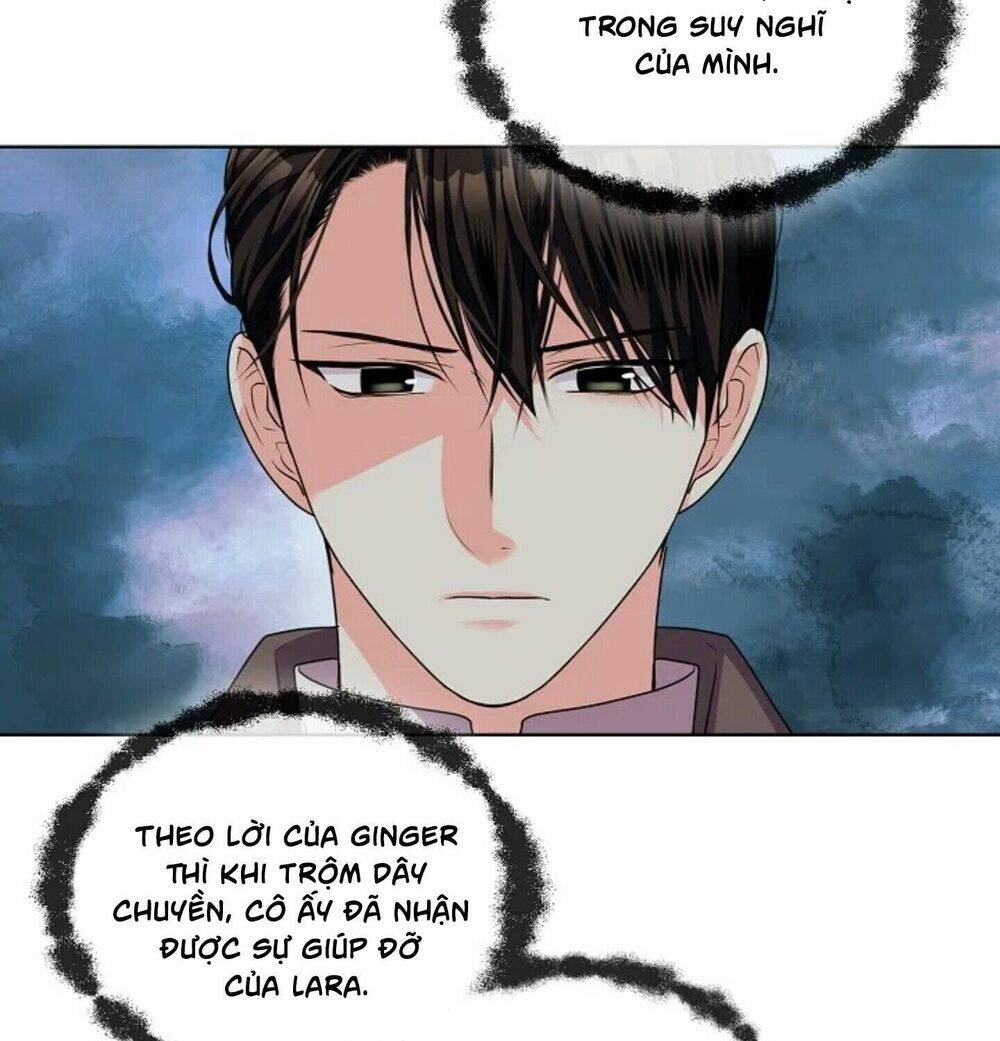 TRONG SUY NGHĨ
CỦA MÌNH.
THEO LỜI CỦA GINGER
THÌ KHI TRỘM DÂY
CHUYỀN, CÔ ẤY ĐÃ NHẬN
ĐƯỢC SỰ GIÚP ĐỠ
CỦA LARA.